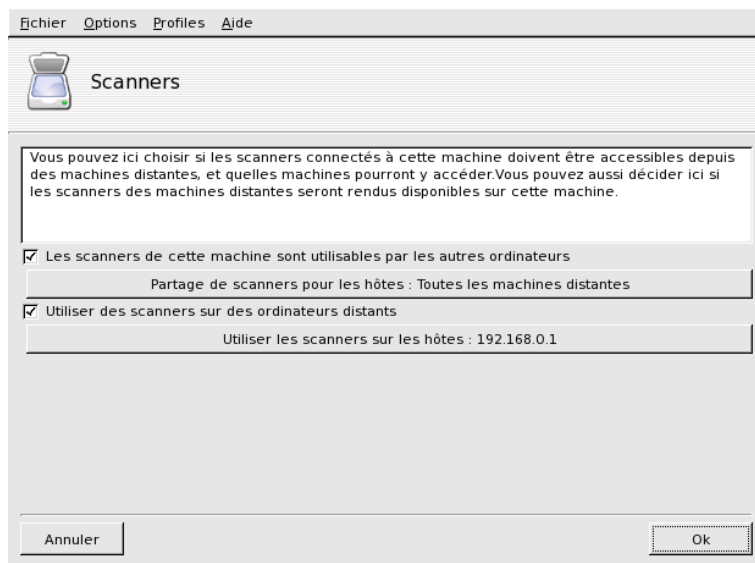 Fichier Options Profiles Aide
Scanners
Vous pouvez ici choisir si les scanners connectés à cette machine doivent être accessibles depuis
des machines distantes, et quelles machines pourront y accéder.Vous pouvez aussi décider ici si
les scanners des machines distantes seront rendus disponibles sur cette machine.
Les scanners de cette machine sont utilisables par les autres ordinateurs
Partage de scanners pour les hôtes : Toutes les machines distantes
Utiliser des scanners sur des ordinateurs distants
Utiliser les scanners sur les hôtes : 192.168.0.1
Annuler Ok